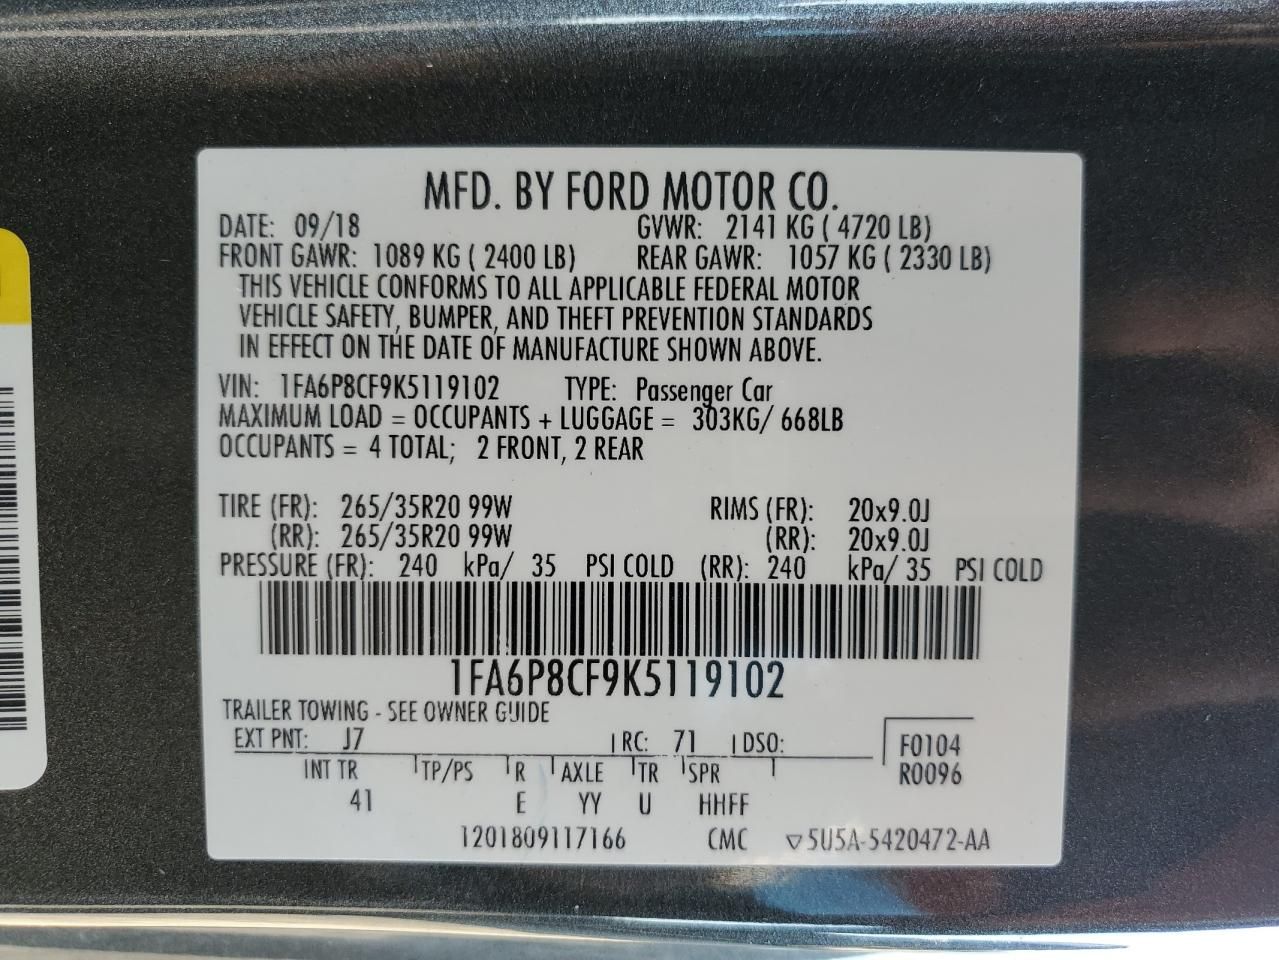 MFD. BY FORD MOTOR CO.
DATE: 09/18 GVWR: 2141 KG ( 4720 LB)
FRONT GAWR: 1089 KG ( 2400 LB) REAR GAWR: 1057 KG ( 2330 LB)
THIS VEHICLE CONFORMS TO ALL APPLICABLE FEDERAL MOTOR
VEHICLE SAFETY, BUMPER, AND THEFT PREVENTION STANDARDS
IN EFFECT ON THE DATE OF MANUFACTURE SHOWN ABOVE.
VIN: 1FA6P8CF9K5119102 TYPE: Passenger Car
MAXIMUM LOAD = OCCUPANTS + LUGGAGE = 303KG/ 668LB
OCCUPANTS = 4 TOTAL; 2 FRONT, 2 REAR
TIRE (FR): 265/35R20 99W RIMS (FR): 20x9.0J
(RR): 265/35R20 99W (RR): 20x9.0J
PRESSURE (FR): 240 kPa/ 35 PSI COLD (RR): 240 kPa/ 35 PSI COLD
1FA6P8CF9K5119102
TRAILER TOWING - SEE OWNER GUIDE
EXT PNT: J7 RC: 71 DSO: F0104
INT TR TP/PS R AXLE TR SPR R0096
41 E YY U HHFF
1201809117166 CMC ▽5U5A-5420472-AA